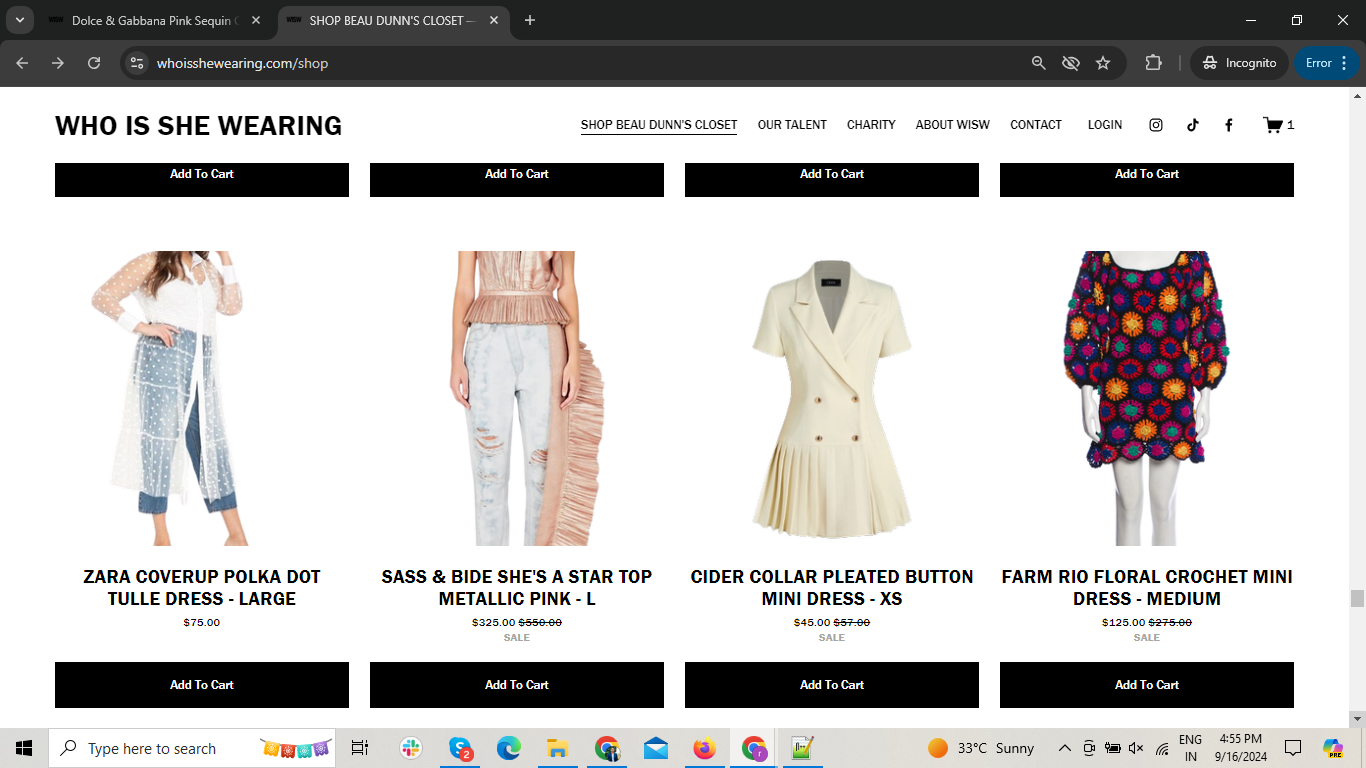 Dolce & Gabbana Pink Sequin
SHOP BEAU DUNN'S CLOSET —
whoisshewearing.com/shop
Incognito
Error
WHO IS SHE WEARING
SHOP BEAU DUNN'S CLOSET
OUR TALENT
CHARITY
ABOUT WISW
CONTACT
LOGIN
1
Add To Cart
Add To Cart
Add To Cart
Add To Cart
ZARA COVERUP POLKA DOT
TULLE DRESS - LARGE
$75.00
Add To Cart
SASS & BIDE SHE'S A STAR TOP
METALLIC PINK - L
$325.00 $550.00
SALE
Add To Cart
CIDER COLLAR PLEATED BUTTON
MINI DRESS - XS
$45.00 $57.00
SALE
Add To Cart
FARM RIO FLORAL CROCHET MINI
DRESS - MEDIUM
$125.00 $275.00
SALE
Add To Cart
Type here to search
2
33°C Sunny
ENG
IN
4:55 PM
9/16/2024
PRE